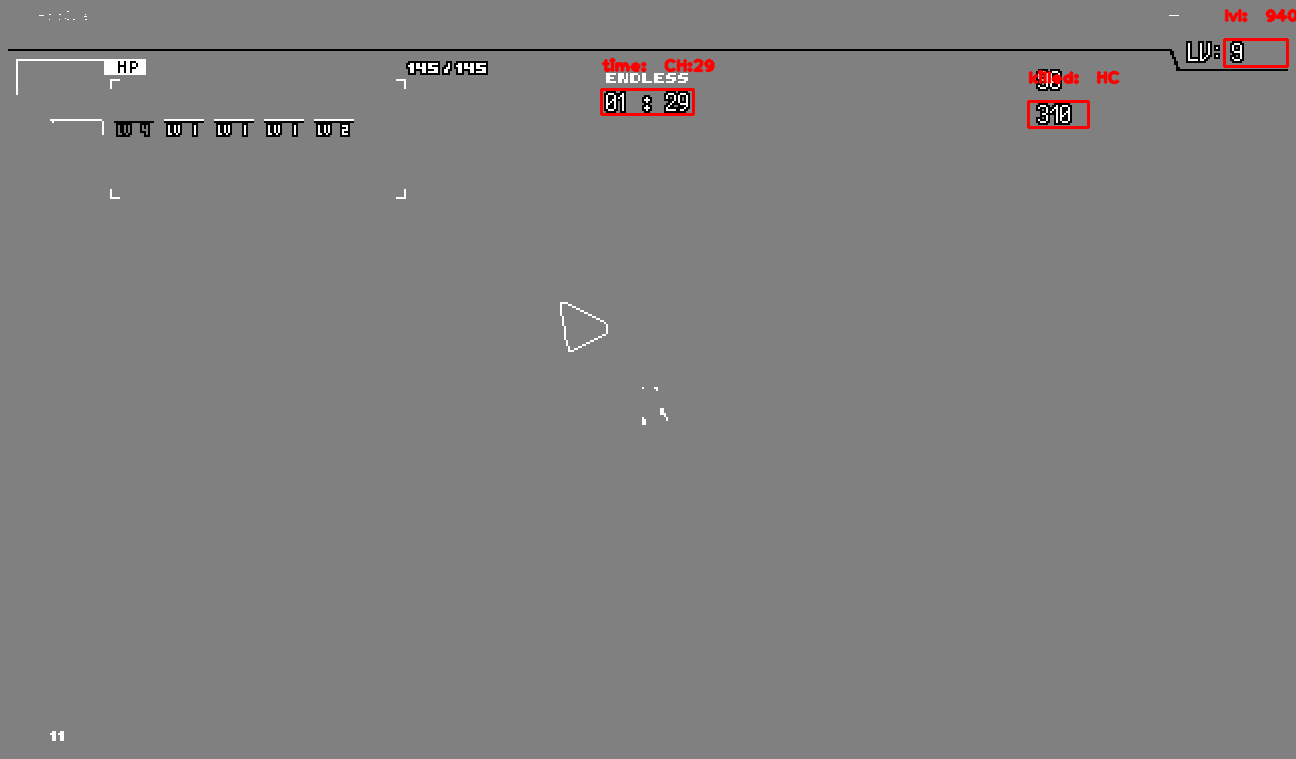 lvl: 940
LV: 9
HP
145/145
time: CH:29
ENDLESS
01 : 29
killed: HC
310
LV 4 LV 1 LV 1 LV 1 LV 2
11